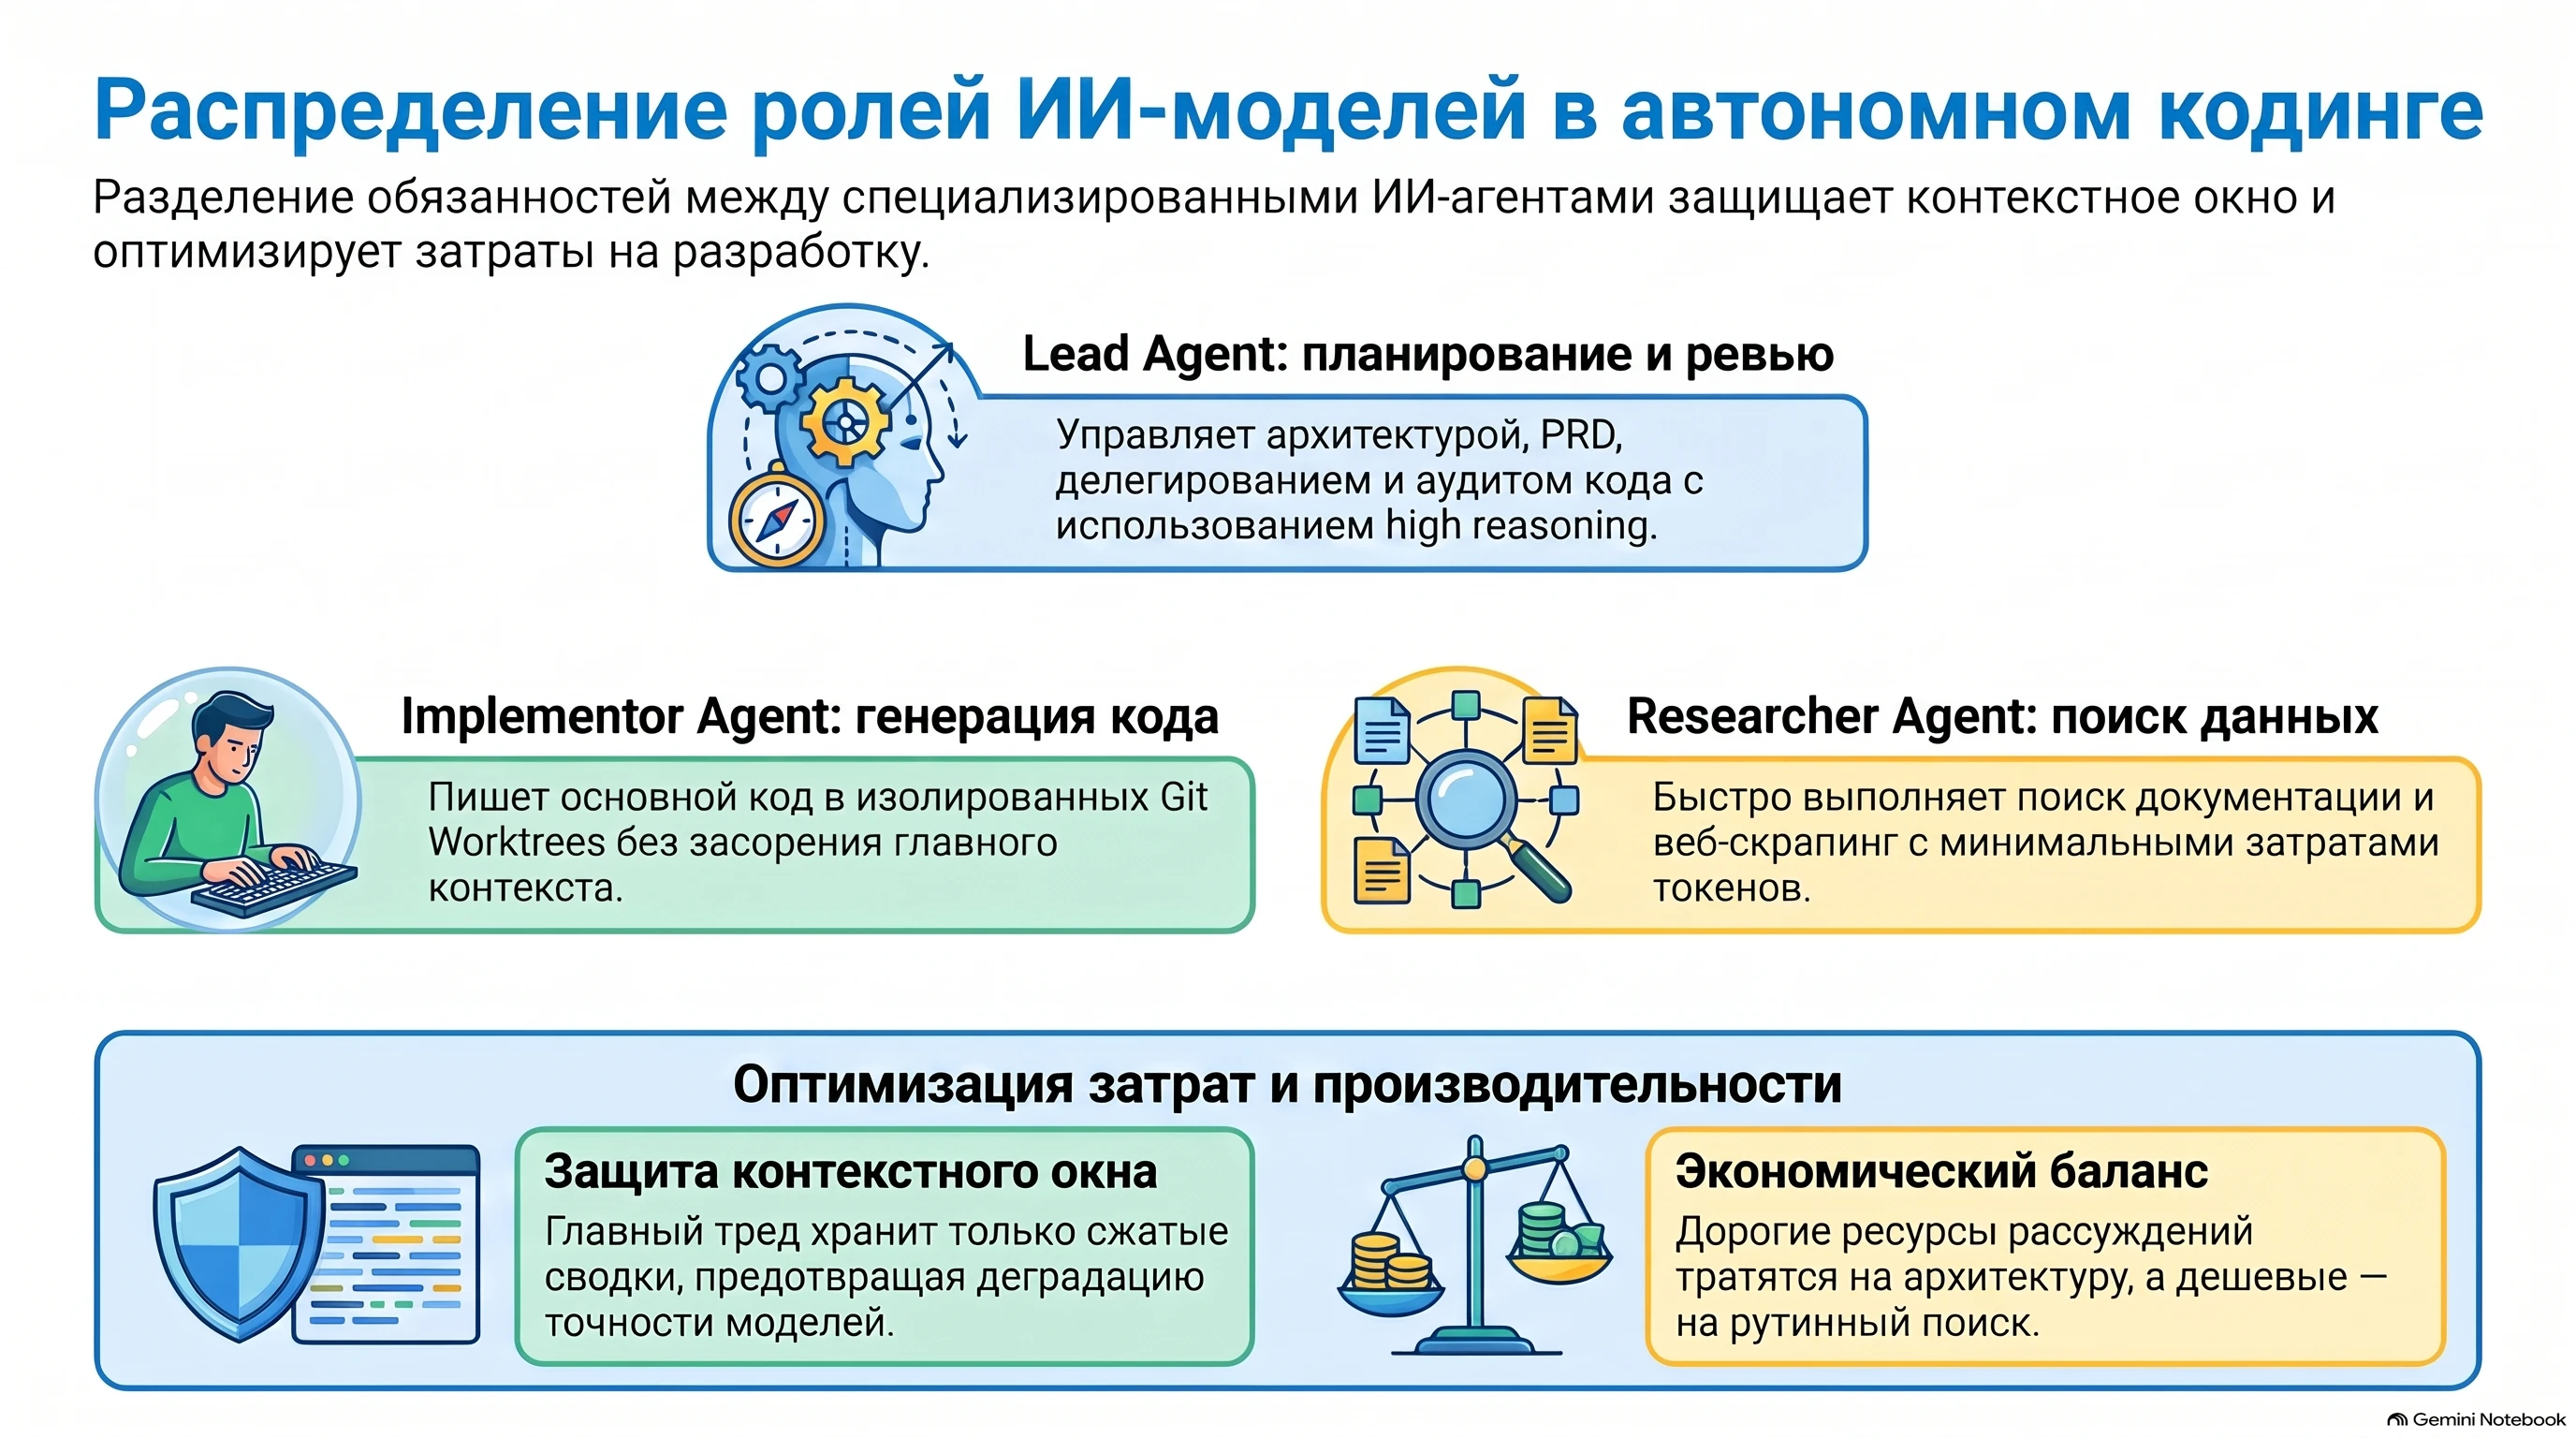 Распределение ролей ИИ-моделей в автономном кодинге
Разделение обязанностей между специализированными ИИ-агентами защищает контекстное окно и
оптимизирует затраты на разработку.
Lead Agent: планирование и ревью
Управляет архитектурой, PRD,
делегированием и аудитом кода с
использованием high reasoning.
Implementor Agent: генерация кода
Пишет основной код в изолированных Git
Worktrees без засорения главного
контекста.
Researcher Agent: поиск данных
Быстро выполняет поиск документации и
веб-скрапинг с минимальными затратами
токенов.
Оптимизация затрат и производительности
Защита контекстного окна
Главный тред хранит только сжатые
сводки, предотвращая деградацию
точности моделей.
Экономический баланс
Дорогие ресурсы рассуждений
тратятся на архитектуру, а дешевые —
на рутинный поиск.
Gemini Notebook